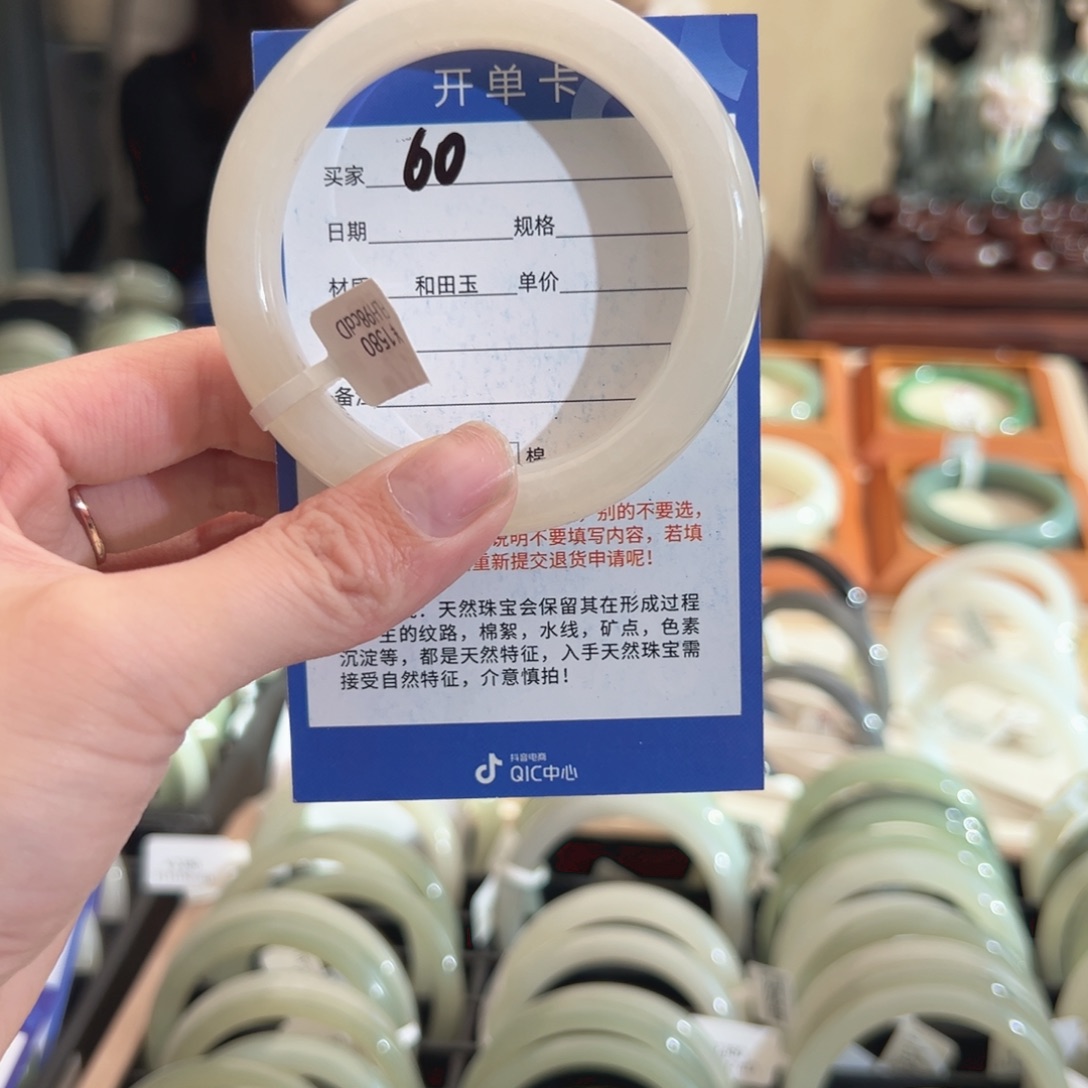 开单卡
买家 60
日期 规格
和田玉 单价
¥1580
备
棉
别的不要选，
说明不要填写内容，若填
重新提交退货申请呢！
：天然珠宝会保留其在形成过程
生的纹路，棉絮，水线，矿点，色素
沉淀等，都是天然特征，入手天然珠宝需
接受自然特征，介意慎拍！
抖音电商
QIC中心